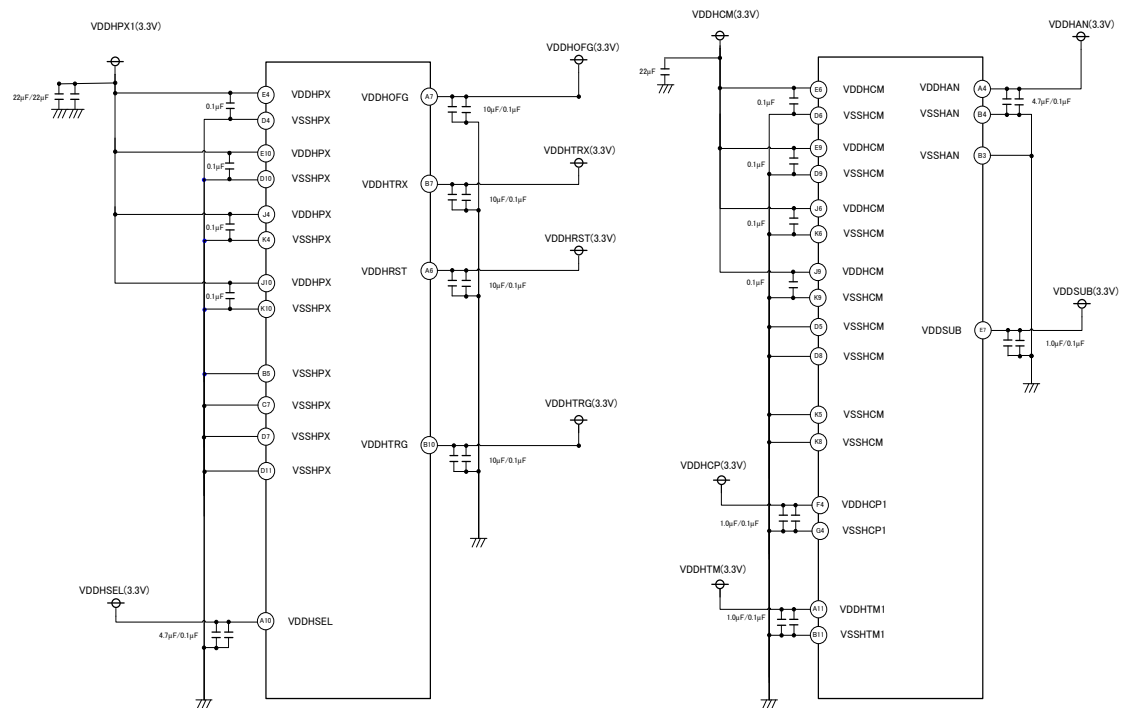 VDDHPX1(3.3V)
22μF/22μF
0.1μF
E4 VDDHPX
D4 VSSHPX
E10 VDDHPX
0.1μF
D10 VSSHPX
J4 VDDHPX
0.1μF
K4 VSSHPX
J10 VDDHPX
0.1μF
K10 VSSHPX
B5 VSSHPX
C7 VSSHPX
D7 VSSHPX
D11 VSSHPX
VDDHSEL(3.3V)
A10 VDDHSEL
4.7μF/0.1μF
VDDHOFG(3.3V)
VDDHOFG A7
10μF/0.1μF
VDDHTRX(3.3V)
VDDHTRX B7
10μF/0.1μF
VDDHRST(3.3V)
VDDHRST A6
10μF/0.1μF
VDDHTRG(3.3V)
VDDHTRG B10
10μF/0.1μF
VDDHCM(3.3V)
22μF
E6 VDDHCM
0.1μF
D6 VSSHCM
E9 VDDHCM
0.1μF
D9 VSSHCM
J6 VDDHCM
0.1μF
K6 VSSHCM
J9 VDDHCM
0.1μF
K9 VSSHCM
D5 VSSHCM
D8 VSSHCM
K5 VSSHCM
K8 VSSHCM
VDDHCP(3.3V)
F4 VDDHCP1
1.0μF/0.1μF
G4 VSSHCP1
VDDHTM(3.3V)
A11 VDDHTM1
1.0μF/0.1μF
B11 VSSHTM1
VDDHAN(3.3V)
VDDHAN A4
4.7μF/0.1μF
VSSHAN B4
VSSHAN B3
VDDSUB(3.3V)
VDDSUB E7
1.0μF/0.1μF